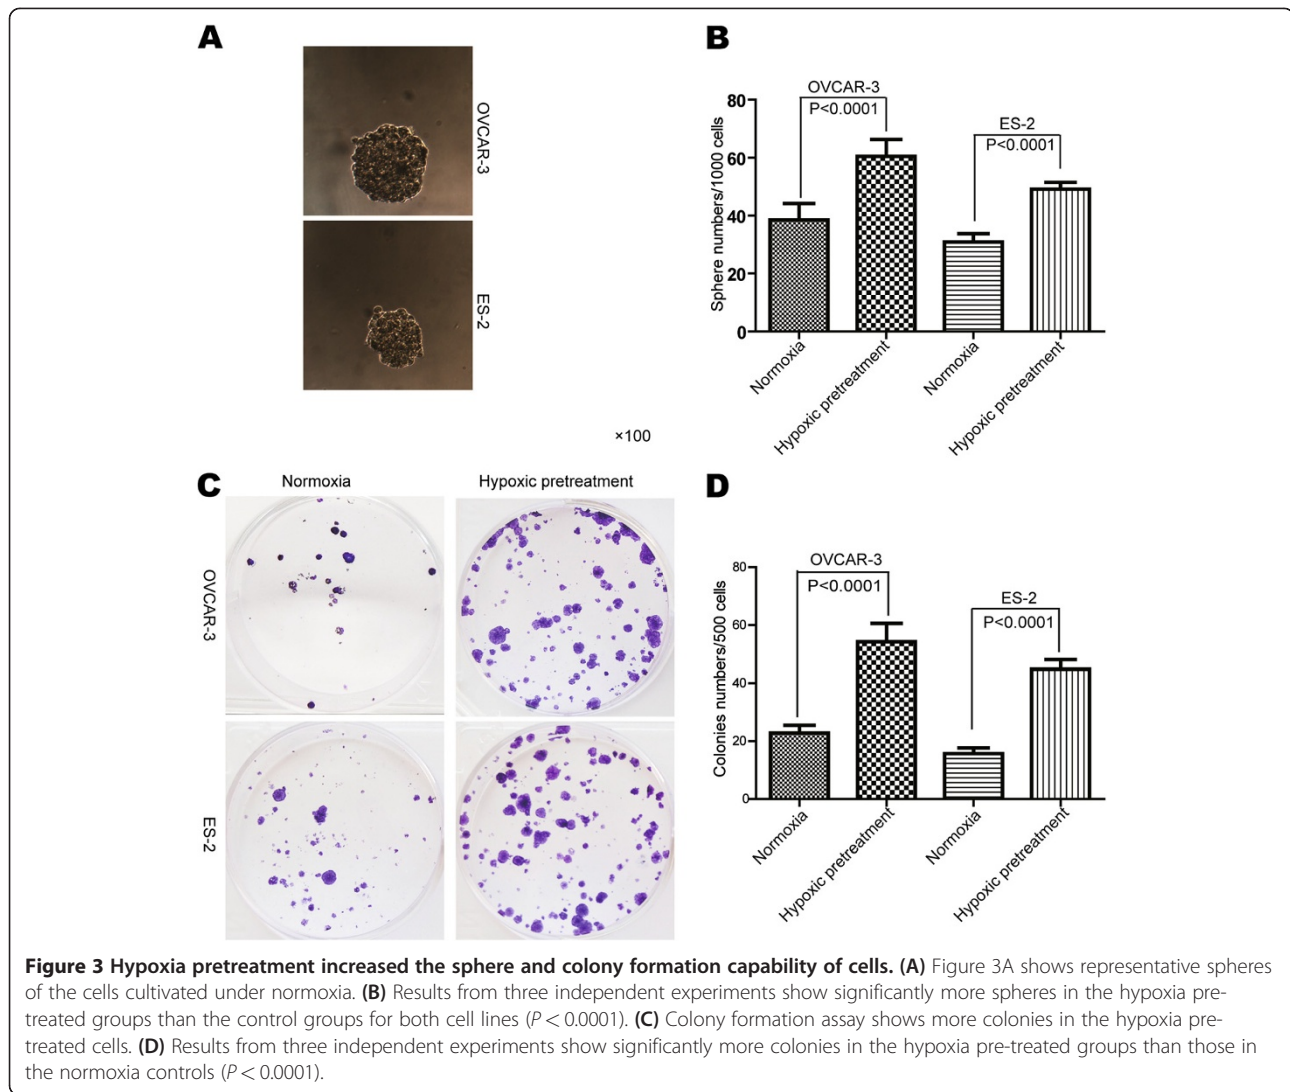 A
OVCAR-3
ES-2
×100
B
Sphere numbers/1000 cells
80
60
40
20
0
OVCAR-3
P<0.0001
ES-2
P<0.0001
Normoxia
Hypoxic pretreatment
Normoxia
Hypoxic pretreatment
C
Normoxia
Hypoxic pretreatment
OVCAR-3
ES-2
D
Colonies numbers/500 cells
80
60
40
20
0
OVCAR-3
P<0.0001
ES-2
P<0.0001
Normoxia
Hypoxic pretreatment
Normoxia
Hypoxic pretreatment
Figure 3 Hypoxia pretreatment increased the sphere and colony formation capability of cells. (A) Figure 3A shows representative spheres
of the cells cultivated under normoxia. (B) Results from three independent experiments show significantly more spheres in the hypoxia pre-
treated groups than the control groups for both cell lines (P < 0.0001). (C) Colony formation assay shows more colonies in the hypoxia pre-
treated cells. (D) Results from three independent experiments show significantly more colonies in the hypoxia pre-treated groups than those in
the normoxia controls (P < 0.0001).